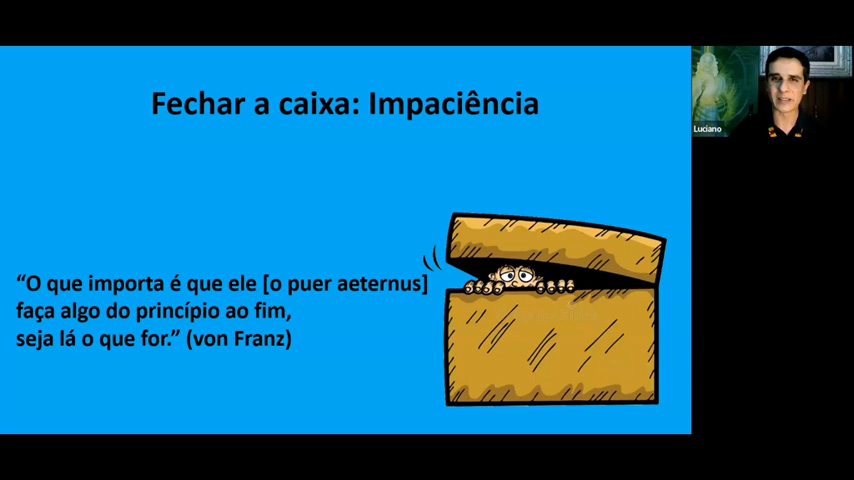 Fechar a caixa: Impaciência
Luciano
“O que importa é que ele [o puer aeternus]
faça algo do princípio ao fim,
seja lá o que for.” (von Franz)